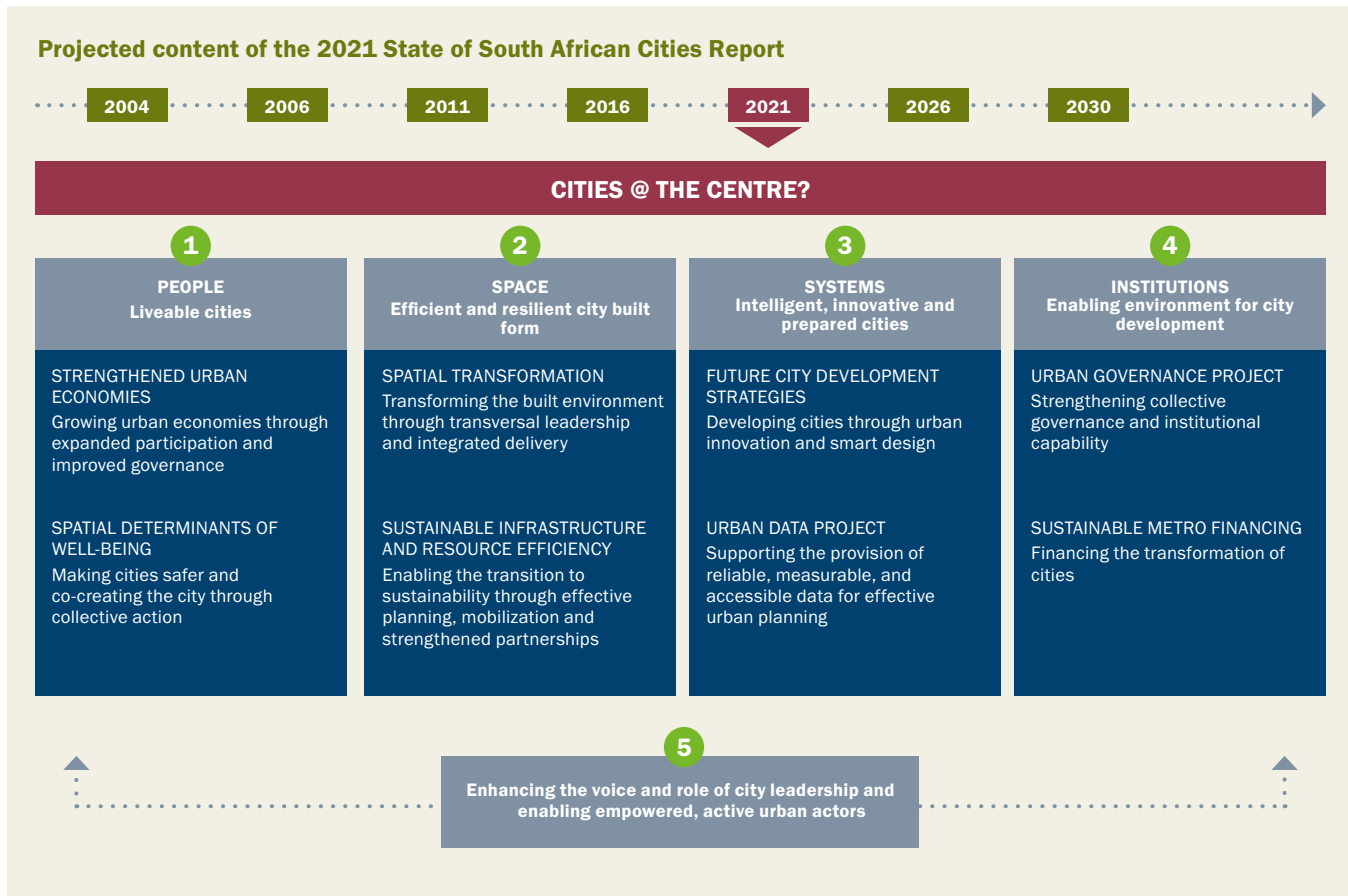 Projected content of the 2021 State of South African Cities Report
2004
2006
2011
2016
2021
2026
2030
CITIES @ THE CENTRE?
1
PEOPLE
Liveable cities
STRENGTHENED URBAN
ECONOMIES
Growing urban economies through
expanded participation and
improved governance
SPATIAL DETERMINANTS OF
WELL-BEING
Making cities safer and
co-creating the city through
collective action
2
SPACE
Efficient and resilient city built
form
SPATIAL TRANSFORMATION
Transforming the built environment
through transversal leadership
and integrated delivery
SUSTAINABLE INFRASTRUCTURE
AND RESOURCE EFFICIENCY
Enabling the transition to
sustainability through effective
planning, mobilization and
strengthened partnerships
3
SYSTEMS
Intelligent, innovative and
prepared cities
FUTURE CITY DEVELOPMENT
STRATEGIES
Developing cities through urban
innovation and smart design
URBAN DATA PROJECT
Supporting the provision of
reliable, measurable, and
accessible data for effective
urban planning
4
INSTITUTIONS
Enabling environment for city
development
URBAN GOVERNANCE PROJECT
Strengthening collective
governance and institutional
capability
SUSTAINABLE METRO FINANCING
Financing the transformation of
cities
5
Enhancing the voice and role of city leadership and
enabling empowered, active urban actors